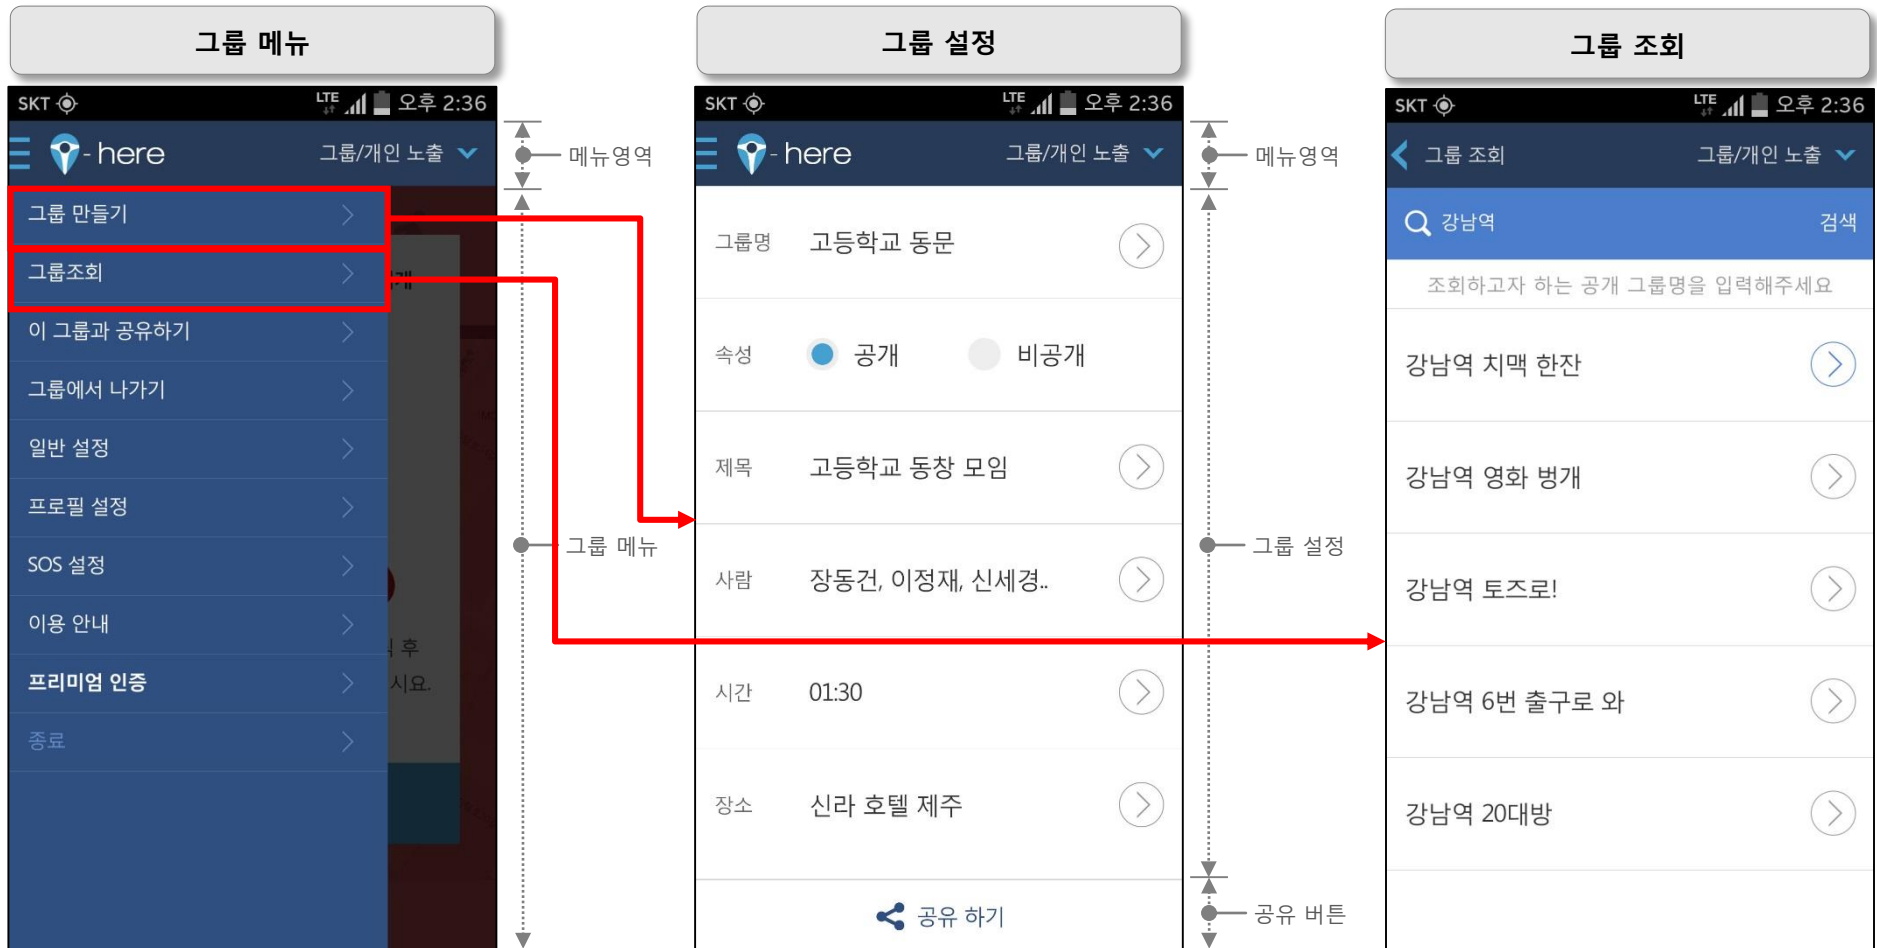 그룹 메뉴
SKT LTE 오후 2:36
- here 그룹/개인 노출
그룹 만들기
그룹조회
이 그룹과 공유하기
그룹에서 나가기
일반 설정
프로필 설정
SOS 설정
이용 안내
후
프리미엄 인증
시요.
종료
메뉴영역
그룹 메뉴
그룹 설정
SKT LTE 오후 2:36
- here 그룹/개인 노출
그룹명 고등학교 동문
속성 공개 비공개
제목 고등학교 동창 모임
사람 장동건, 이정재, 신세경..
시간 01:30
장소 신라 호텔 제주
공유 하기
메뉴영역
그룹 설정
공유 버튼
그룹 조회
SKT LTE 오후 2:36
그룹 조회 그룹/개인 노출
강남역 검색
조회하고자 하는 공개 그룹명을 입력해주세요
강남역 치맥 한잔
강남역 영화 벙개
강남역 토즈로!
강남역 6번 출구로 와
강남역 20대방